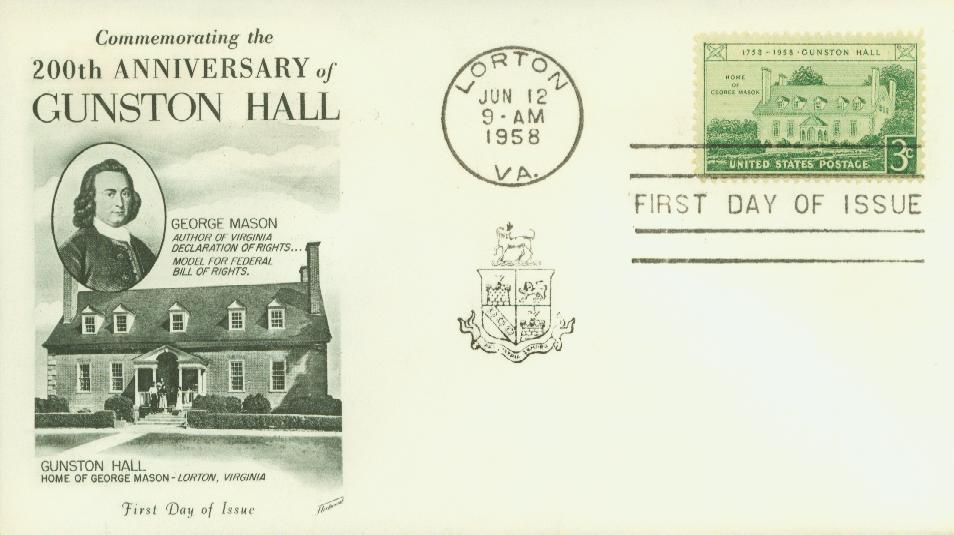 Commemorating the
200th ANNIVERSARY of
GUNSTON HALL
GEORGE MASON
AUTHOR OF VIRGINIA
DECLARATION OF RIGHTS...
MODEL FOR FEDERAL
BILL OF RIGHTS.
GUNSTON HALL
HOME OF GEORGE MASON - LORTON, VIRGINIA
First Day of Issue
LORTON
JUN 12
9 - AM
1958
VA.
1758 - 1958 · GUNSTON HALL
HOME
OF
GEORGE MASON
UNITED STATES POSTAGE
3c
FIRST DAY OF ISSUE